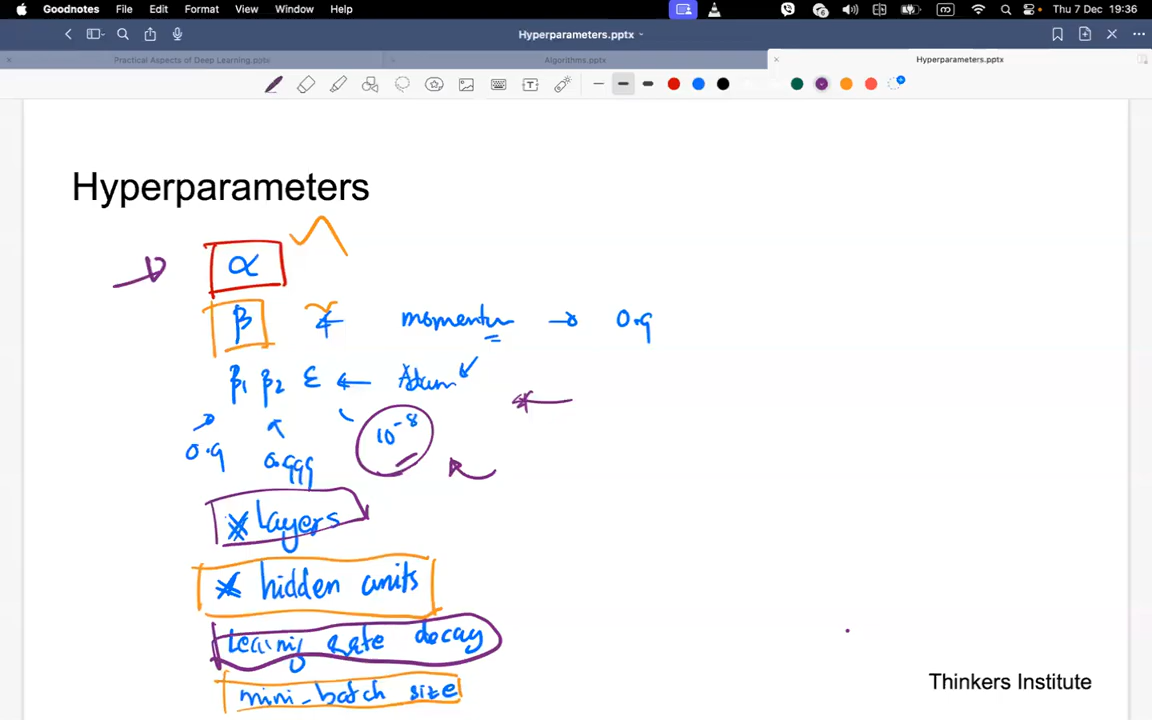 Goodnotes File Edit Format View Window Help Thu 7 Dec 19:36
Hyperparameters.pptx
Practical Aspects of Deep Learning.pptx Algorithms.pptx Hyperparameters.pptx
Hyperparameters
α
β ← momentum → 0.9
β1 β2 ε ← Adam
0.9 0.999 10-8
* Layers
* hidden units
learning rate decay
mini-batch size
Thinkers Institute